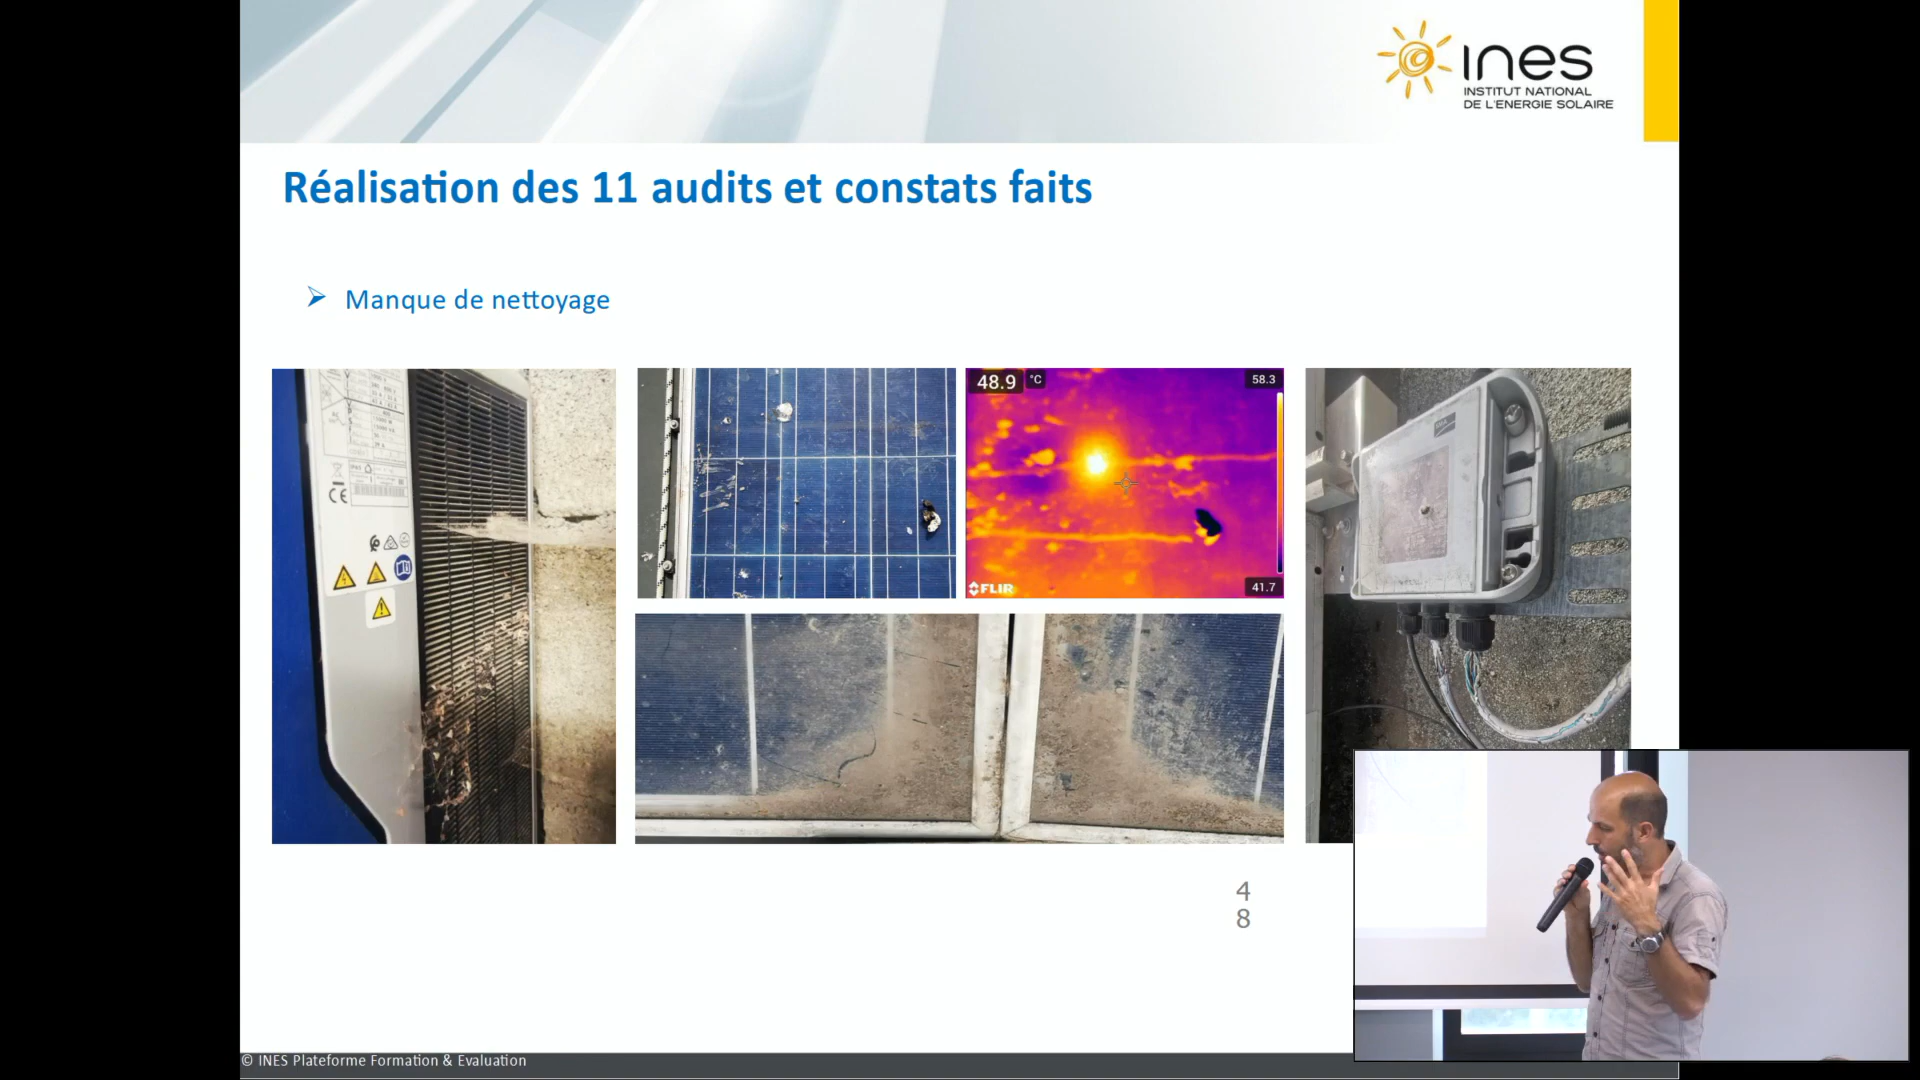 ines
INSTITUT NATIONAL
DE L'ENERGIE SOLAIRE
Réalisation des 11 audits et constats faits
Manque de nettoyage
CE
48.9 °C
58.3
FLIR
41.7
4
8
© INES Plateforme Formation & Evaluation